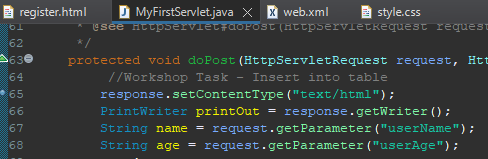 register.html MyFirstServlet.java web.xml style.css
61 * @see HttpServlet#doPost(HttpServletRequest request
*/
63 protected void doPost(HttpServletRequest request, Htt
64 //Workshop Task - Insert into table
65 response.setContentType("text/html");
66 PrintWriter printOut = response.getWriter();
67 String name = request.getParameter("userName");
68 String age = request.getParameter("userAge");